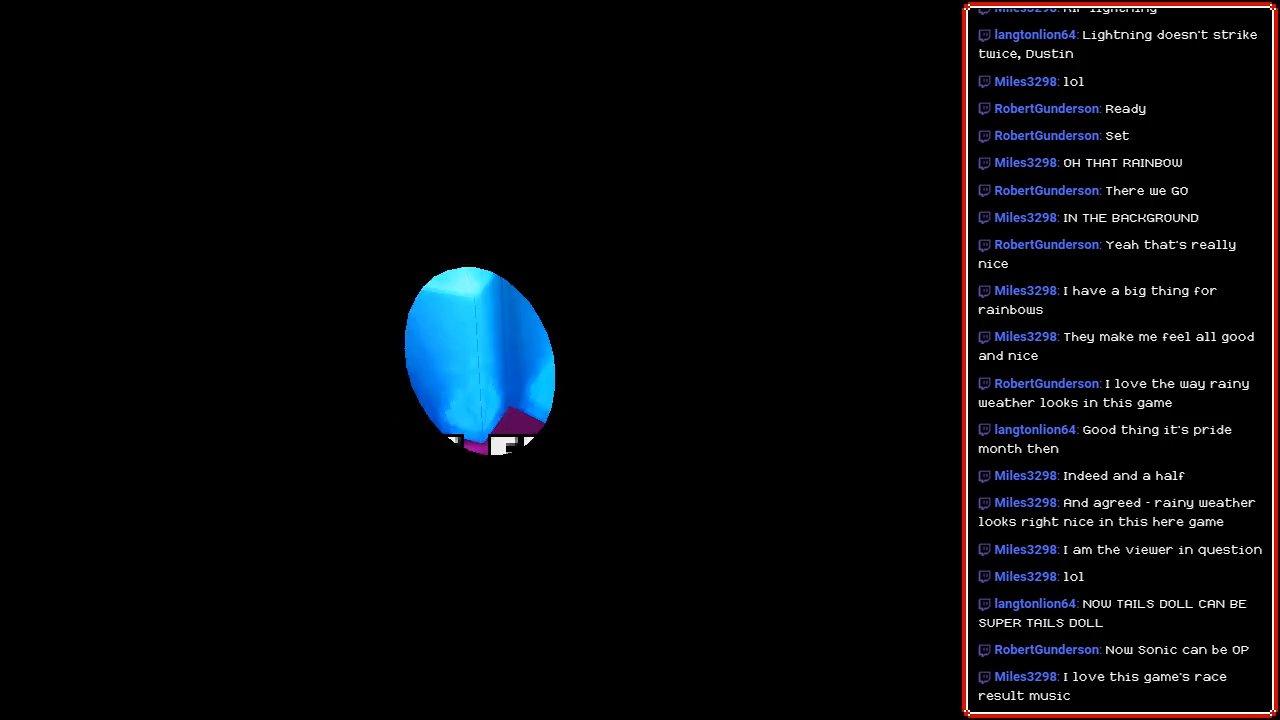 Miles3298: RIP lightning
langtonlion64: Lightning doesn't strike
twice, Dustin
Miles3298: lol
RobertGunderson: Ready
RobertGunderson: Set
Miles3298: OH THAT RAINBOW
RobertGunderson: There we GO
Miles3298: IN THE BACKGROUND
RobertGunderson: Yeah that's really
nice
Miles3298: I have a big thing for
rainbows
Miles3298: They make me feel all good
and nice
RobertGunderson: I love the way rainy
weather looks in this game
langtonlion64: Good thing it's pride
month then
Miles3298: Indeed and a half
Miles3298: And agreed - rainy weather
looks right nice in this here game
Miles3298: I am the viewer in question
Miles3298: lol
langtonlion64: NOW TAILS DOLL CAN BE
SUPER TAILS DOLL
RobertGunderson: Now Sonic can be OP
Miles3298: I love this game's race
result music